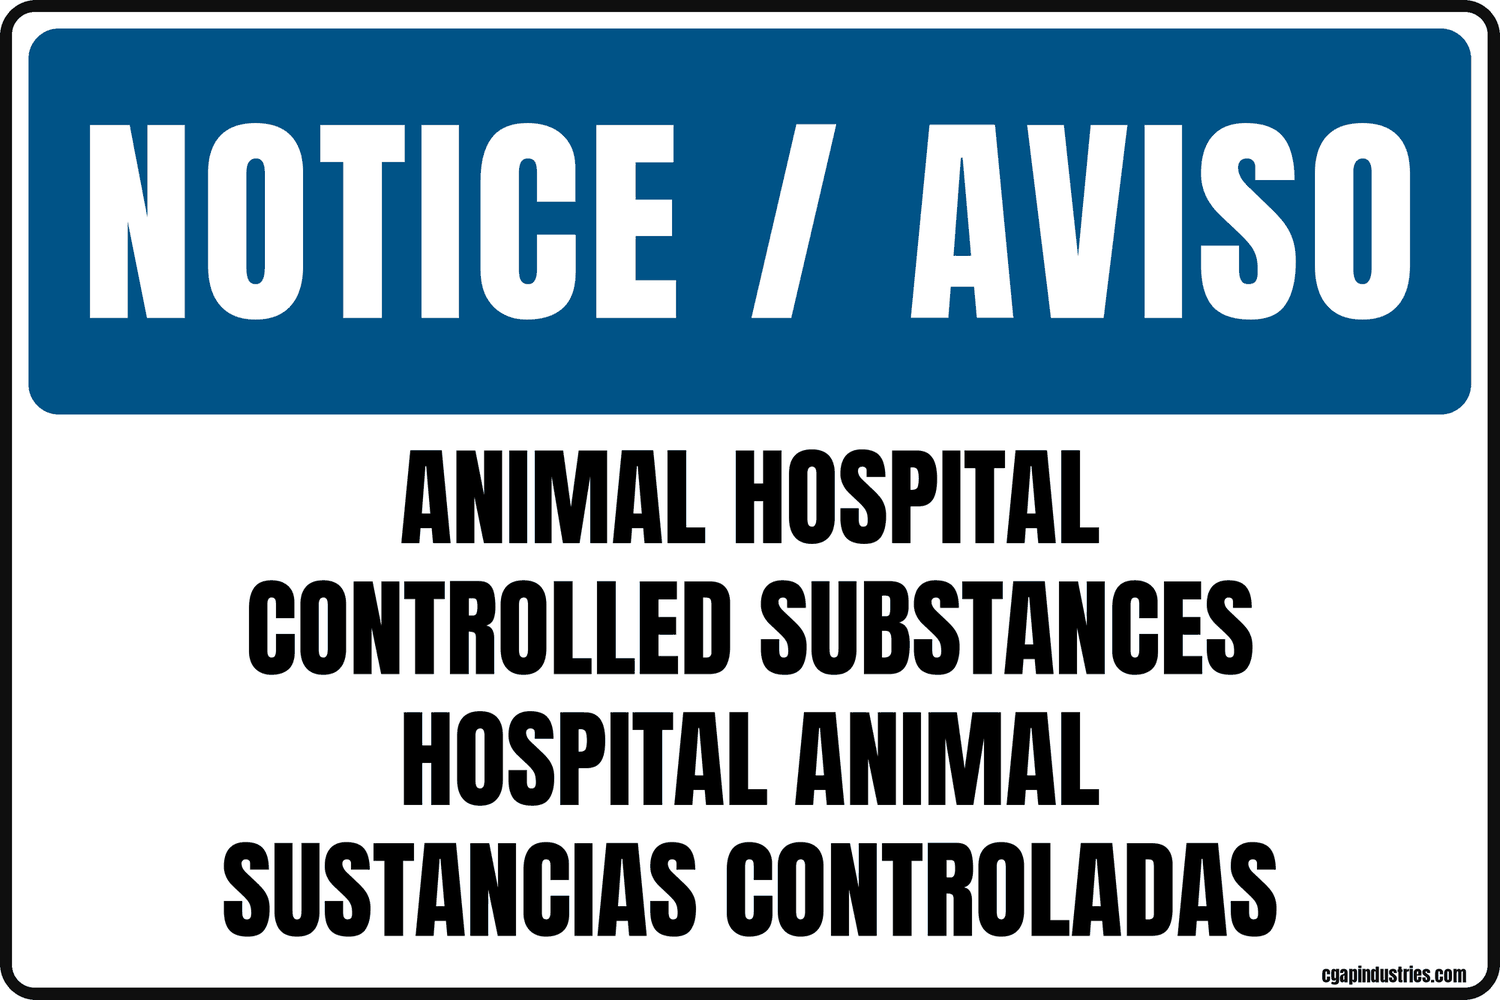 NOTICE / AVISO
ANIMAL HOSPITAL
CONTROLLED SUBSTANCES
HOSPITAL ANIMAL
SUSTANCIAS CONTROLADAS
cgapindustries.com